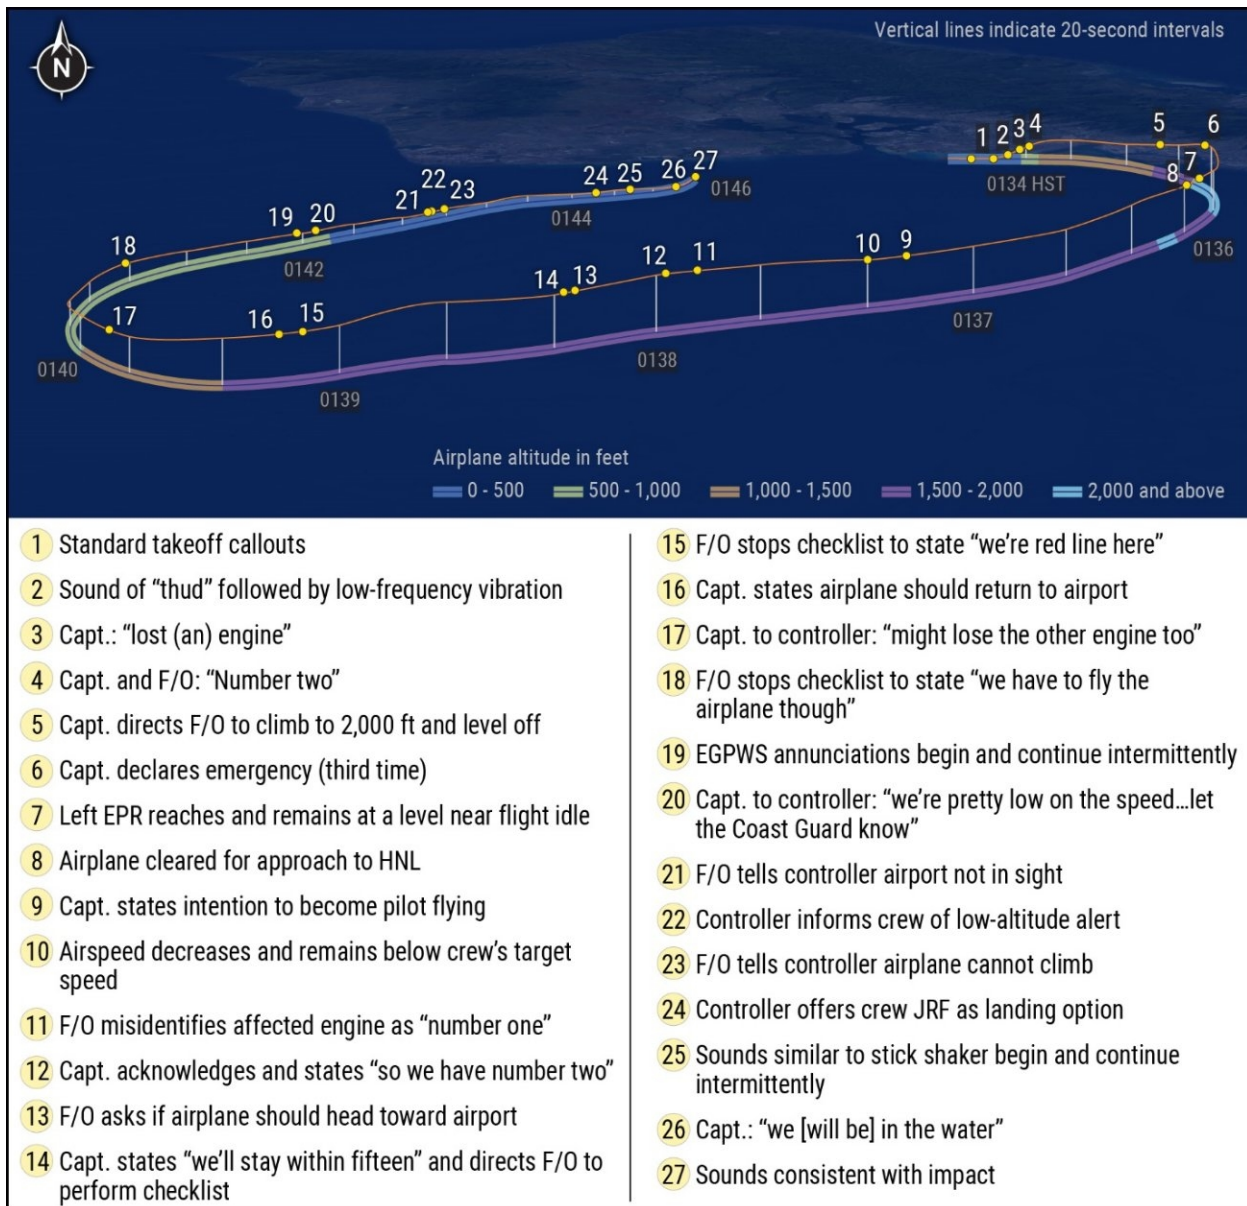 N
Vertical lines indicate 20-second intervals
1 2 3 4 5 6
7
8
0134 HST
0136
27
26
25
24
0146
0144
22
21 23
19 20
0142
18
17
0140
16 15
0139
14 13
12 11
0138
10 9
0137
Airplane altitude in feet
0 - 500 500 - 1,000 1,000 - 1,500 1,500 - 2,000 2,000 and above
1 Standard takeoff callouts
2 Sound of “thud” followed by low-frequency vibration
3 Capt.: “lost (an) engine”
4 Capt. and F/O: “Number two”
5 Capt. directs F/O to climb to 2,000 ft and level off
6 Capt. declares emergency (third time)
7 Left EPR reaches and remains at a level near flight idle
8 Airplane cleared for approach to HNL
9 Capt. states intention to become pilot flying
10 Airspeed decreases and remains below crew’s target
speed
11 F/O misidentifies affected engine as “number one”
12 Capt. acknowledges and states “so we have number two”
13 F/O asks if airplane should head toward airport
14 Capt. states “we’ll stay within fifteen” and directs F/O to
perform checklist
15 F/O stops checklist to state “we’re red line here”
16 Capt. states airplane should return to airport
17 Capt. to controller: “might lose the other engine too”
18 F/O stops checklist to state “we have to fly the
airplane though”
19 EGPWS annunciations begin and continue intermittently
20 Capt. to controller: “we’re pretty low on the speed…let
the Coast Guard know”
21 F/O tells controller airport not in sight
22 Controller informs crew of low-altitude alert
23 F/O tells controller airplane cannot climb
24 Controller offers crew JRF as landing option
25 Sounds similar to stick shaker begin and continue
intermittently
26 Capt.: “we [will be] in the water”
27 Sounds consistent with impact